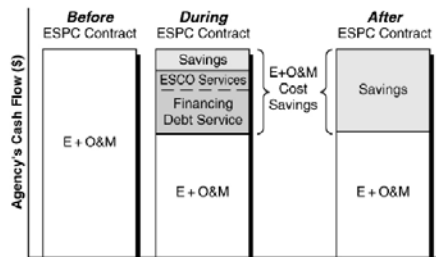 Before
ESPC Contract
During
ESPC Contract
After
ESPC Contract
Agency's Cash Flow ($)
E + O&M
Savings
ESCO Services
Financing
Debt Service
E + O&M
E+O&M
Cost
Savings
Savings
E + O&M